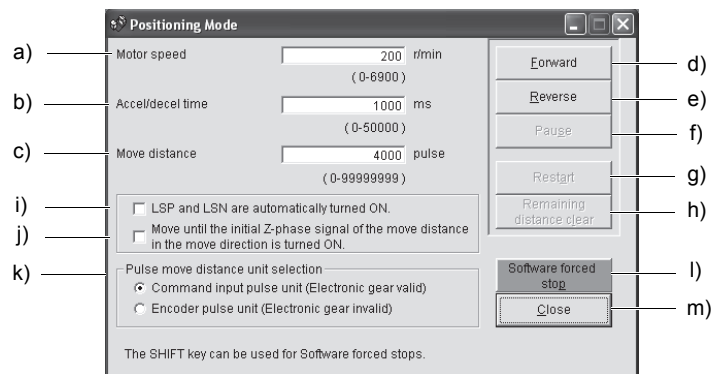 Positioning Mode
a) Motor speed 200 r/min
(0-6900)
b) Accel/decel time 1000 ms
(0-50000)
c) Move distance 4000 pulse
(0-99999999)
Forward d)
Reverse e)
Pause f)
Restart g)
Remaining
distance clear h)
i) LSP and LSN are automatically turned ON.
j) Move until the initial Z-phase signal of the move distance
in the move direction is turned ON.
k) Pulse move distance unit selection
Command input pulse unit (Electronic gear valid)
Encoder pulse unit (Electronic gear invalid)
Software forced
stop l)
Close m)
The SHIFT key can be used for Software forced stops.